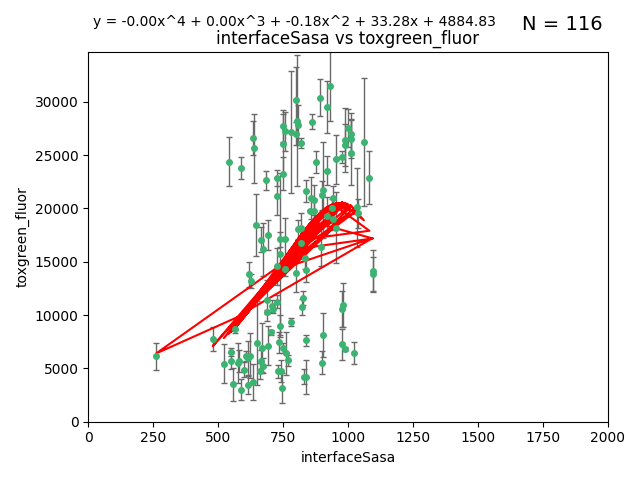 y = -0.00x^4 + 0.00x^3 + -0.18x^2 + 33.28x + 4884.83
N = 116
interfaceSasa vs toxgreen_fluor
30000
25000
20000
15000
10000
5000
0
toxgreen_fluor
0 250 500 750 1000 1250 1500 1750 2000
interfaceSasa